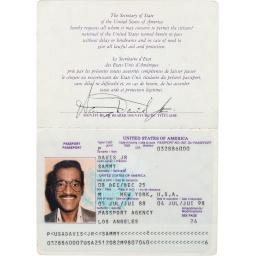 The Secretary of State
of the United States of America
hereby requests all whom it may concern to permit the citizen/
national of the United States named herein to pass
without delay or hindrance and in case of need to
give all lawful aid and protection.
Le Secrétaire d'Etat
des Etats-Unis d'Amérique
prie par les présentes toutes autorités compétentes de laisser passer
le citoyen ou ressortissant des Etats-Unis titulaire du présent passeport,
sans délai ni difficulté et, en cas de besoin, de lui accorder
toute aide et protection légitimes.
SIGNATURE OF BEARER/SIGNATURE DU TITULAIRE
UNITED STATES OF AMERICA
PASSPORT
PASSEPORT
P
USA
032886000
DAVIS JR
SAMMY
UNITED STATES OF AMERICA
08 DEC/DEC 25
M
NEW YORK, U.S.A.
05 JUL/JUL 88
04 JUL/JUL 98
PASSPORT AGENCY
LOS ANGELES
SEE PAGE
24